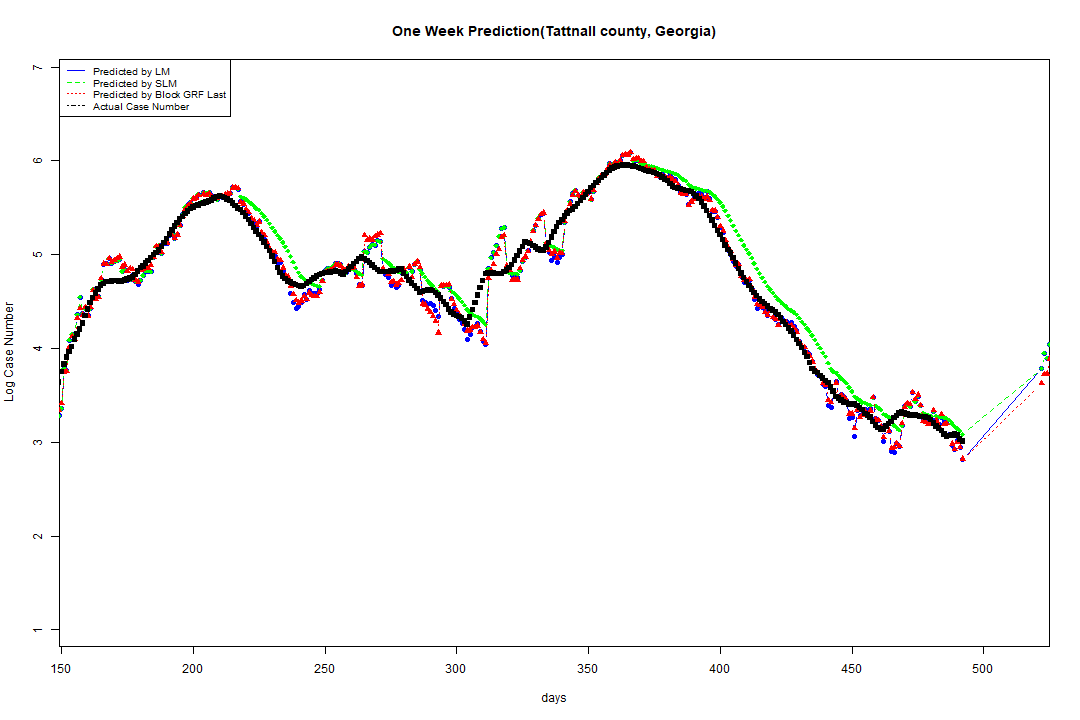 One Week Prediction(Tattnall county, Georgia)
Predicted by LM
Predicted by SLM
Predicted by Block GRF Last
Actual Case Number
7
6
5
4
3
2
1
Log Case Number
150 200 250 300 350 400 450 500
days